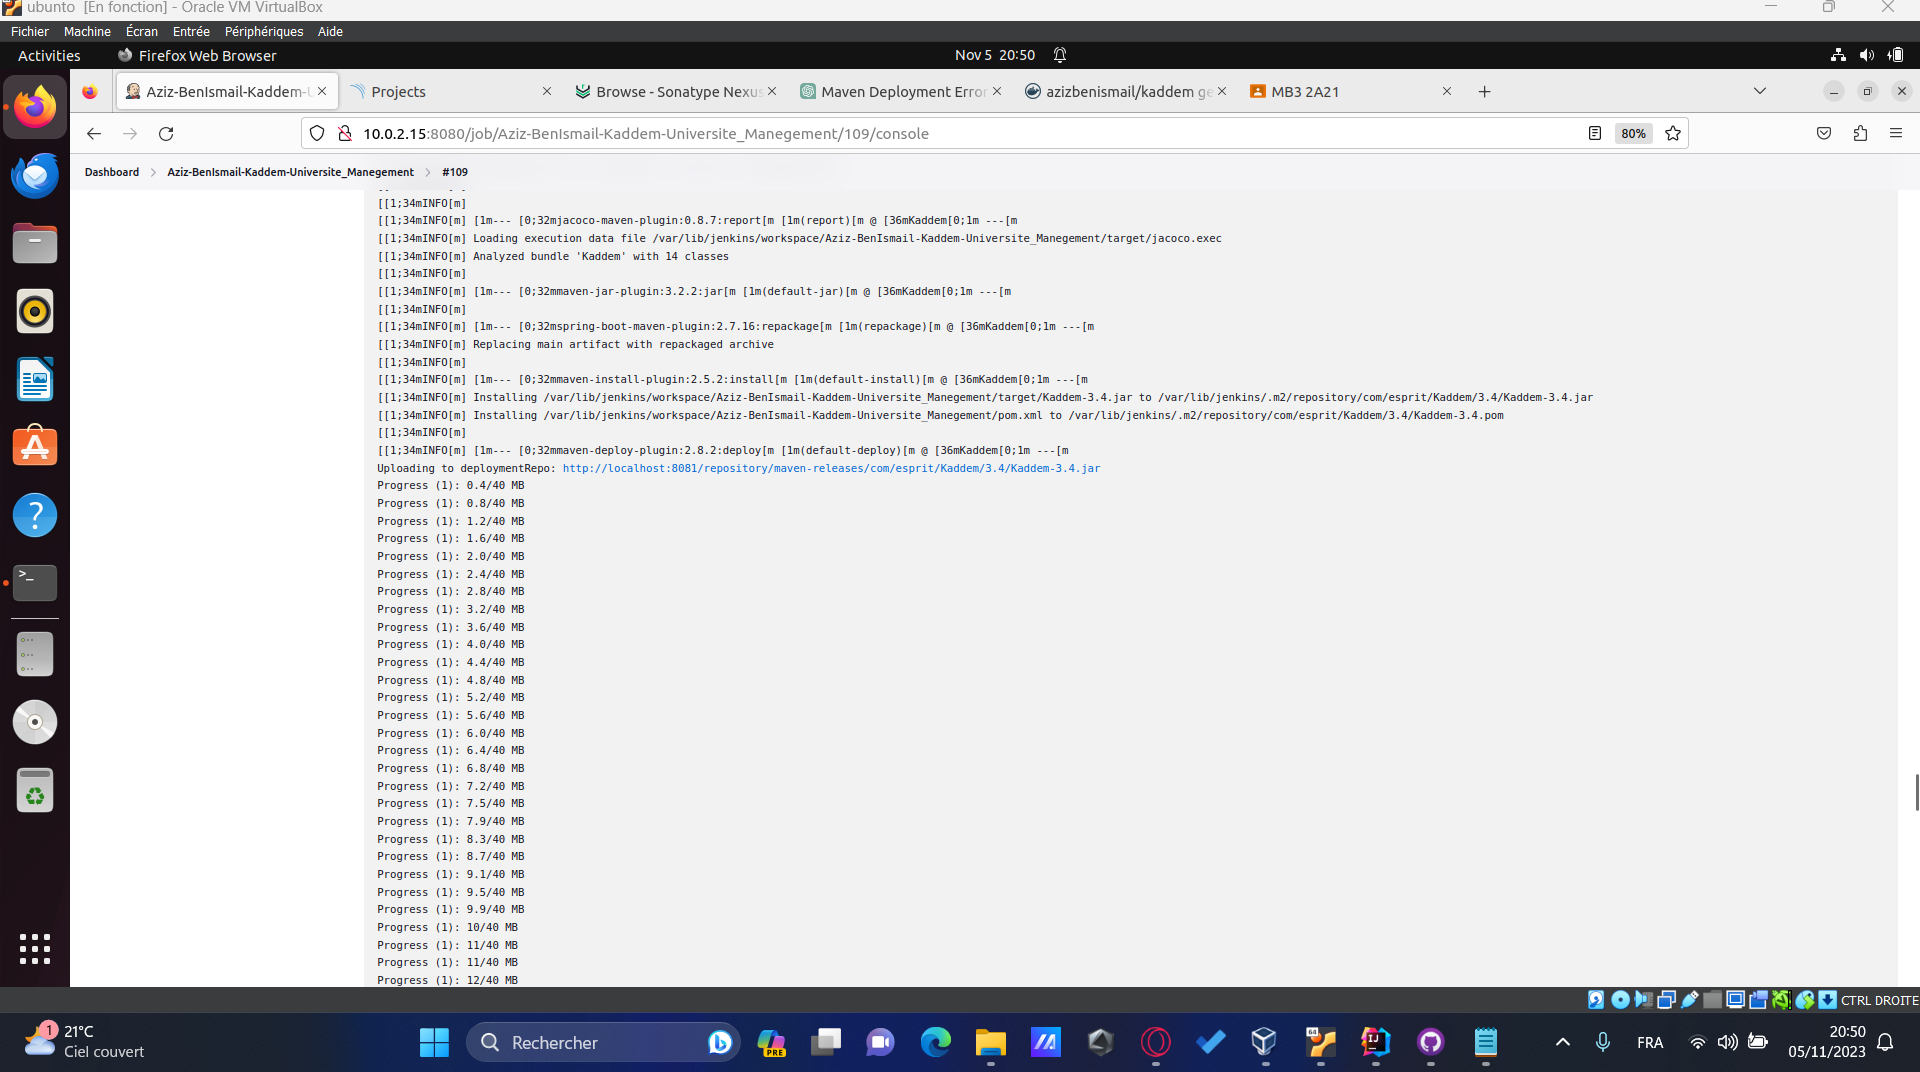 ubunto [En fonction] - Oracle VM VirtualBox
Fichier Machine Écran Entrée Périphériques Aide
Activities Firefox Web Browser Nov 5 20:50
Aziz-BenIsmail-Kaddem-U Projects Browse - Sonatype Nexus Maven Deployment Error azizbenismail/kaddem ge MB3 2A21
10.0.2.15:8080/job/Aziz-BenIsmail-Kaddem-Universite_Manegement/109/console 80%
Dashboard Aziz-BenIsmail-Kaddem-Universite_Manegement #109
[[1;34mINFO[m]
[[1;34mINFO[m] [1m--- [0;32mjacoco-maven-plugin:0.8.7:report[m [1m(report)[m @ [36mKaddem[0;1m ---[m
[[1;34mINFO[m] Loading execution data file /var/lib/jenkins/workspace/Aziz-BenIsmail-Kaddem-Universite_Manegement/target/jacoco.exec
[[1;34mINFO[m] Analyzed bundle 'Kaddem' with 14 classes
[[1;34mINFO[m]
[[1;34mINFO[m] [1m--- [0;32mmaven-jar-plugin:3.2.2:jar[m [1m(default-jar)[m @ [36mKaddem[0;1m ---[m
[[1;34mINFO[m]
[[1;34mINFO[m] [1m--- [0;32mspring-boot-maven-plugin:2.7.16:repackage[m [1m(repackage)[m @ [36mKaddem[0;1m ---[m
[[1;34mINFO[m] Replacing main artifact with repackaged archive
[[1;34mINFO[m]
[[1;34mINFO[m] [1m--- [0;32mmaven-install-plugin:2.5.2:install[m [1m(default-install)[m @ [36mKaddem[0;1m ---[m
[[1;34mINFO[m] Installing /var/lib/jenkins/workspace/Aziz-BenIsmail-Kaddem-Universite_Manegement/target/Kaddem-3.4.jar to /var/lib/jenkins/.m2/repository/com/esprit/Kaddem/3.4/Kaddem-3.4.jar
[[1;34mINFO[m] Installing /var/lib/jenkins/workspace/Aziz-BenIsmail-Kaddem-Universite_Manegement/pom.xml to /var/lib/jenkins/.m2/repository/com/esprit/Kaddem/3.4/Kaddem-3.4.pom
[[1;34mINFO[m]
[[1;34mINFO[m] [1m--- [0;32mmaven-deploy-plugin:2.8.2:deploy[m [1m(default-deploy)[m @ [36mKaddem[0;1m ---[m
Uploading to deploymentRepo: http://localhost:8081/repository/maven-releases/com/esprit/Kaddem/3.4/Kaddem-3.4.jar
Progress (1): 0.4/40 MB
Progress (1): 0.8/40 MB
Progress (1): 1.2/40 MB
Progress (1): 1.6/40 MB
Progress (1): 2.0/40 MB
Progress (1): 2.4/40 MB
Progress (1): 2.8/40 MB
Progress (1): 3.2/40 MB
Progress (1): 3.6/40 MB
Progress (1): 4.0/40 MB
Progress (1): 4.4/40 MB
Progress (1): 4.8/40 MB
Progress (1): 5.2/40 MB
Progress (1): 5.6/40 MB
Progress (1): 6.0/40 MB
Progress (1): 6.4/40 MB
Progress (1): 6.8/40 MB
Progress (1): 7.2/40 MB
Progress (1): 7.5/40 MB
Progress (1): 7.9/40 MB
Progress (1): 8.3/40 MB
Progress (1): 8.7/40 MB
Progress (1): 9.1/40 MB
Progress (1): 9.5/40 MB
Progress (1): 9.9/40 MB
Progress (1): 10/40 MB
Progress (1): 11/40 MB
Progress (1): 11/40 MB
Progress (1): 12/40 MB
CTRL DROITE
1 21°C
Ciel couvert
Rechercher
PRE
64
IJ
FRA
20:50
05/11/2023